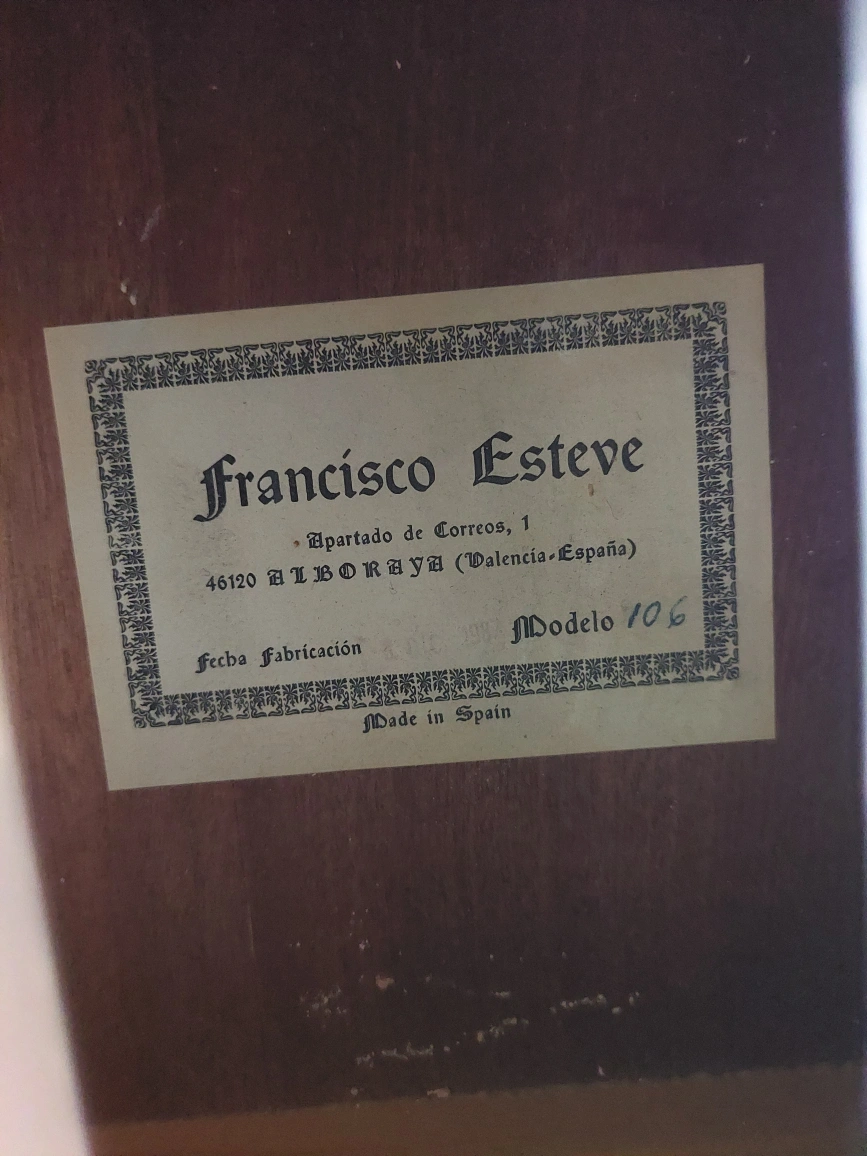 Francisco Esteve
Apartado de Correos, 1
46120 ALBORAYA (Valencia-España)
Modelo 106
Fecha Fabricación
Made in Spain